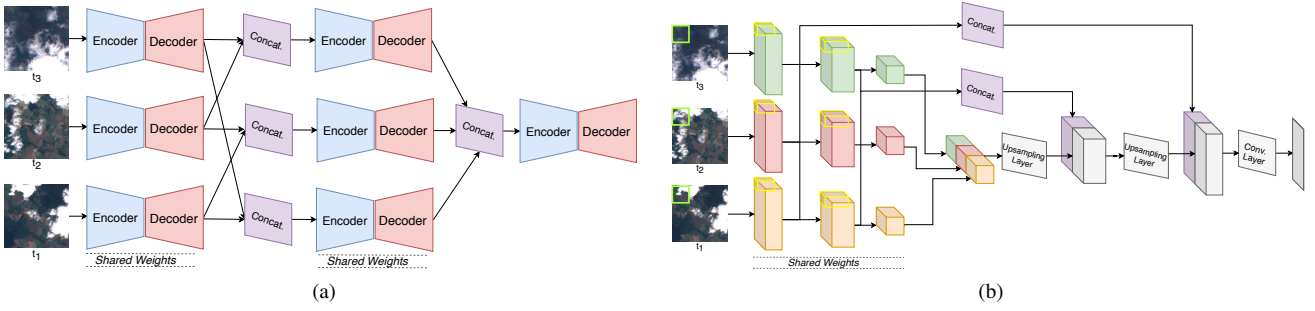 Encoder Decoder
Concat.
Encoder Decoder
t3
Encoder Decoder
Concat.
Encoder Decoder
Concat.
Encoder Decoder
t2
Encoder Decoder
Concat.
Encoder Decoder
t1
Shared Weights
Shared Weights
(a)
Concat.
t3
Concat.
t2
Upsampling
Layer
Upsampling
Layer
Conv.
Layer
t1
Shared Weights
(b)